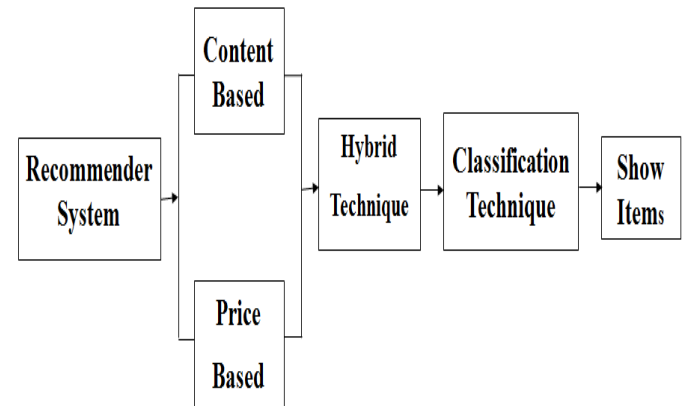 Recommender
System
Content
Based
Price
Based
Hybrid
Technique
Classification
Technique
Show
Items